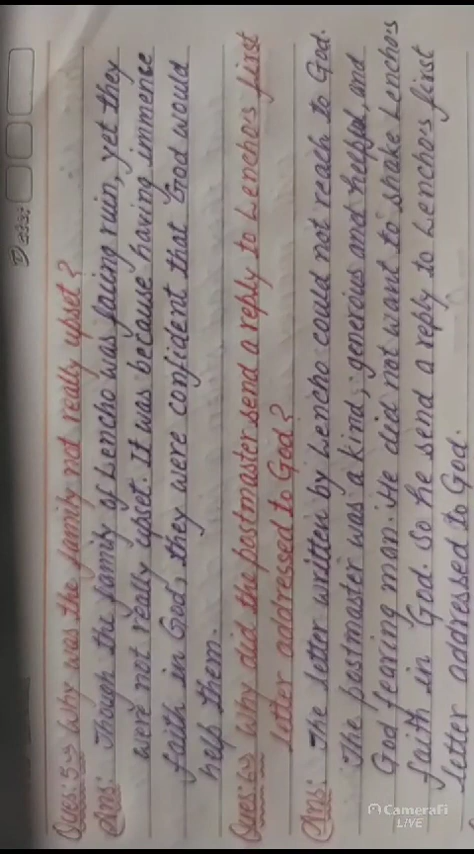 Date:
Ques:5→ Why was the family not really upset?
Ans: Though the family of Lencho was facing ruin, yet they
were not really upset. It was because having immence
faith in God, they were confident that God would
help them.
Ques:6→ Why did the postmaster send a reply to Lencho's first
letter addressed to God?
Ans: The letter written by Lencho could not reach to God.
The postmaster was a kind, generous and helpful, and
God fearing man. He did not want to shake Lencho's
faith in God. So he send a reply to Lencho's first
letter addressed to God.
CameraFi
LIVE